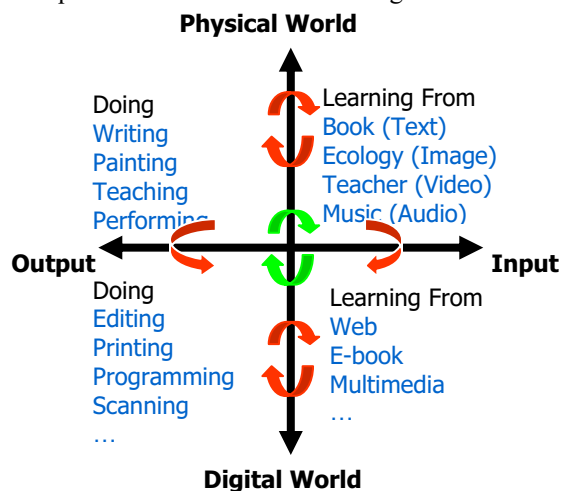 Physical World
Doing
Writing
Painting
Teaching
Performing
Learning From
Book (Text)
Ecology (Image)
Teacher (Video)
Music (Audio)
Output
Input
Doing
Editing
Printing
Programming
Scanning
…
Learning From
Web
E-book
Multimedia
…
Digital World